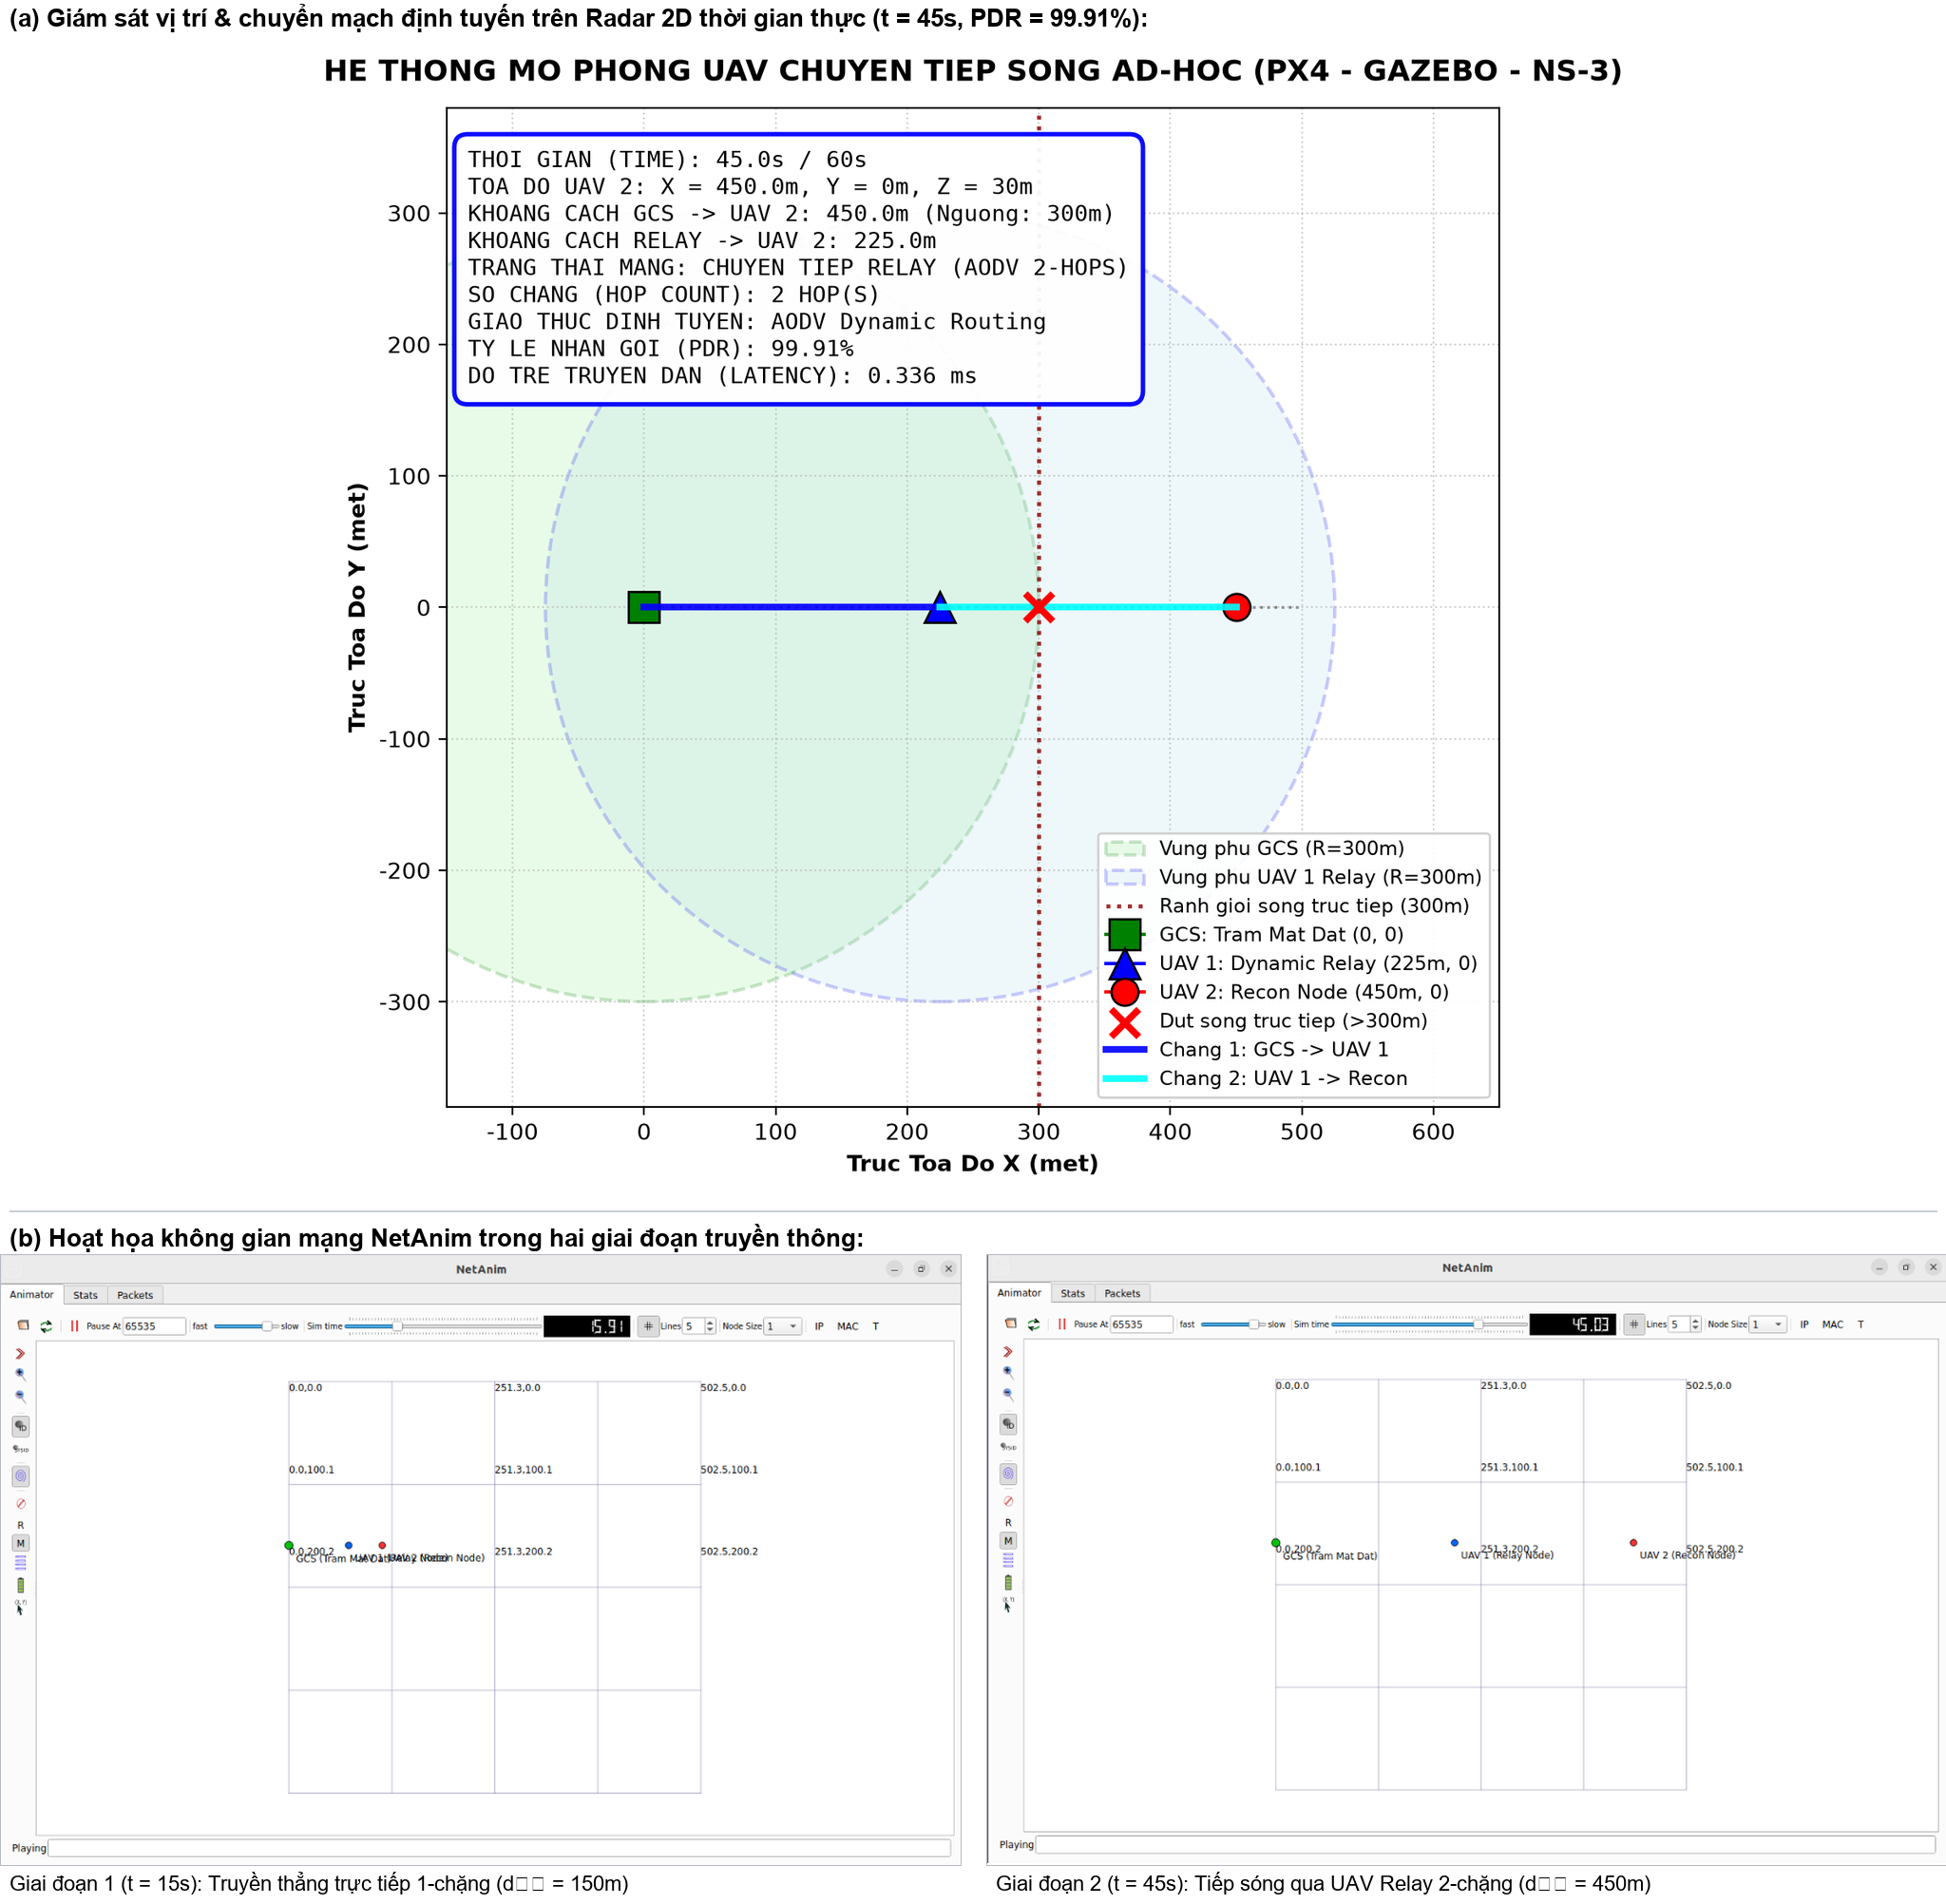 (a) Giám sát vị trí & chuyển mạch định tuyến trên Radar 2D thời gian thực (t = 45s, PDR = 99.91%):
HE THONG MO PHONG UAV CHUYEN TIEP SONG AD-HOC (PX4 - GAZEBO - NS-3)
THOI GIAN (TIME): 45.0s / 60s
TOA DO UAV 2: X = 450.0m, Y = 0m, Z = 30m
KHOANG CACH GCS -> UAV 2: 450.0m (Nguong: 300m)
KHOANG CACH RELAY -> UAV 2: 225.0m
TRANG THAI MANG: CHUYEN TIEP RELAY (AODV 2-HOPS)
SO CHANG (HOP COUNT): 2 HOP(S)
GIAO THUC DINH TUYEN: AODV Dynamic Routing
TY LE NHAN GOI (PDR): 99.91%
DO TRE TRUYEN DAN (LATENCY): 0.336 ms
300
200
100
0
-100
-200
-300
Truc Toa Do Y (met)
Vung phu GCS (R=300m)
Vung phu UAV 1 Relay (R=300m)
Ranh gioi song truc tiep (300m)
GCS: Tram Mat Dat (0, 0)
UAV 1: Dynamic Relay (225m, 0)
UAV 2: Recon Node (450m, 0)
Dut song truc tiep (>300m)
Chang 1: GCS -> UAV 1
Chang 2: UAV 1 -> Recon
-100 0 100 200 300 400 500 600
Truc Toa Do X (met)
(b) Hoạt họa không gian mạng NetAnim trong hai giai đoạn truyền thông:
NetAnim
Animator Stats Packets
Pause At 65535 fast slow Sim time 15.91 Lines 5 Node Size 1 IP MAC T
0.0,0.0 251.3,0.0 502.5,0.0
0.0,100.1 251.3,100.1 502.5,100.1
0.0,200.2 251.3,200.2 502.5,200.2
GCS (Tram Mat Dat) UAV 1 (Relay Node) UAV 2 (Recon Node)
R
M
Playing
Giai đoạn 1 (t = 15s): Truyền thẳng trực tiếp 1-chặng (d□□ = 150m)
NetAnim
Animator Stats Packets
Pause At 65535 fast slow Sim time 45.03 Lines 5 Node Size 1 IP MAC T
0.0,0.0 251.3,0.0 502.5,0.0
0.0,100.1 251.3,100.1 502.5,100.1
0.0,200.2 251.3,200.2 502.5,200.2
GCS (Tram Mat Dat) UAV 1 (Relay Node) UAV 2 (Recon Node)
R
M
Playing
Giai đoạn 2 (t = 45s): Tiếp sóng qua UAV Relay 2-chặng (d□□ = 450m)